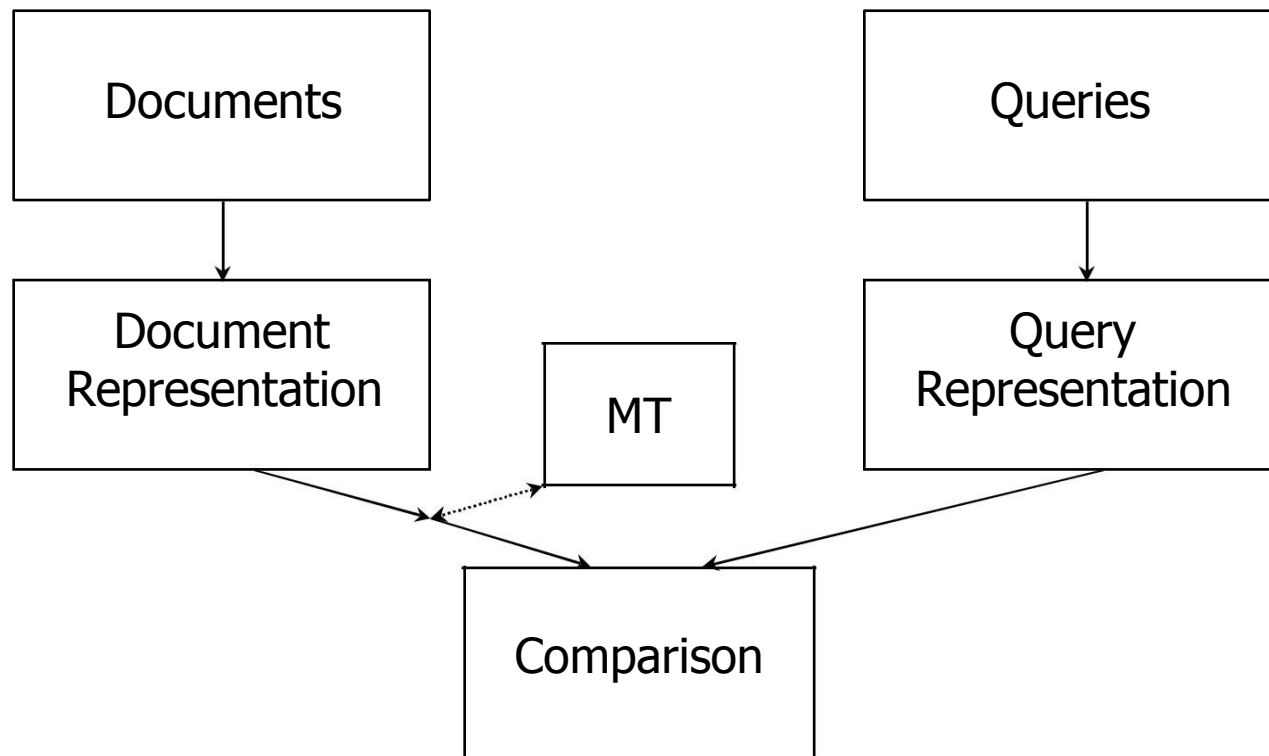 Documents
Queries
Document
Representation
Query
Representation
MT
Comparison